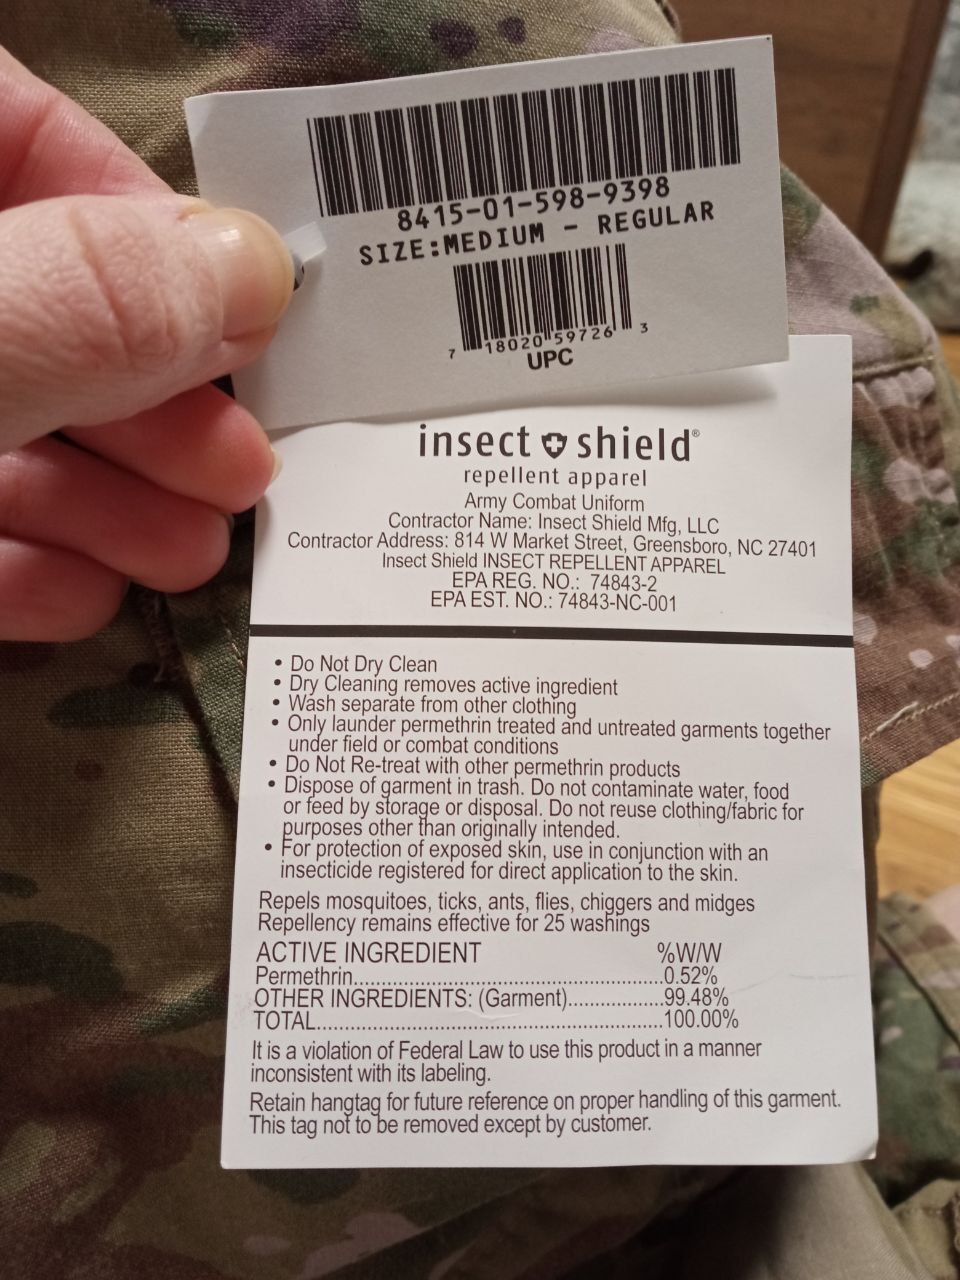 8415-01-598-9398
SIZE:MEDIUM - REGULAR
7 18020 59726 3
UPC
insect shield®
repellent apparel
Army Combat Uniform
Contractor Name: Insect Shield Mfg, LLC
Contractor Address: 814 W Market Street, Greensboro, NC 27401
Insect Shield INSECT REPELLENT APPAREL
EPA REG. NO.: 74843-2
EPA EST. NO.: 74843-NC-001
• Do Not Dry Clean
• Dry Cleaning removes active ingredient
• Wash separate from other clothing
• Only launder permethrin treated and untreated garments together
under field or combat conditions
• Do Not Re-treat with other permethrin products
• Dispose of garment in trash. Do not contaminate water, food
or feed by storage or disposal. Do not reuse clothing/fabric for
purposes other than originally intended.
• For protection of exposed skin, use in conjunction with an
insecticide registered for direct application to the skin.
Repels mosquitoes, ticks, ants, flies, chiggers and midges
Repellency remains effective for 25 washings
ACTIVE INGREDIENT %W/W
Permethrin..............................................0.52%
OTHER INGREDIENTS: (Garment)................99.48%
TOTAL....................................................100.00%
It is a violation of Federal Law to use this product in a manner
inconsistent with its labeling.
Retain hangtag for future reference on proper handling of this garment.
This tag not to be removed except by customer.